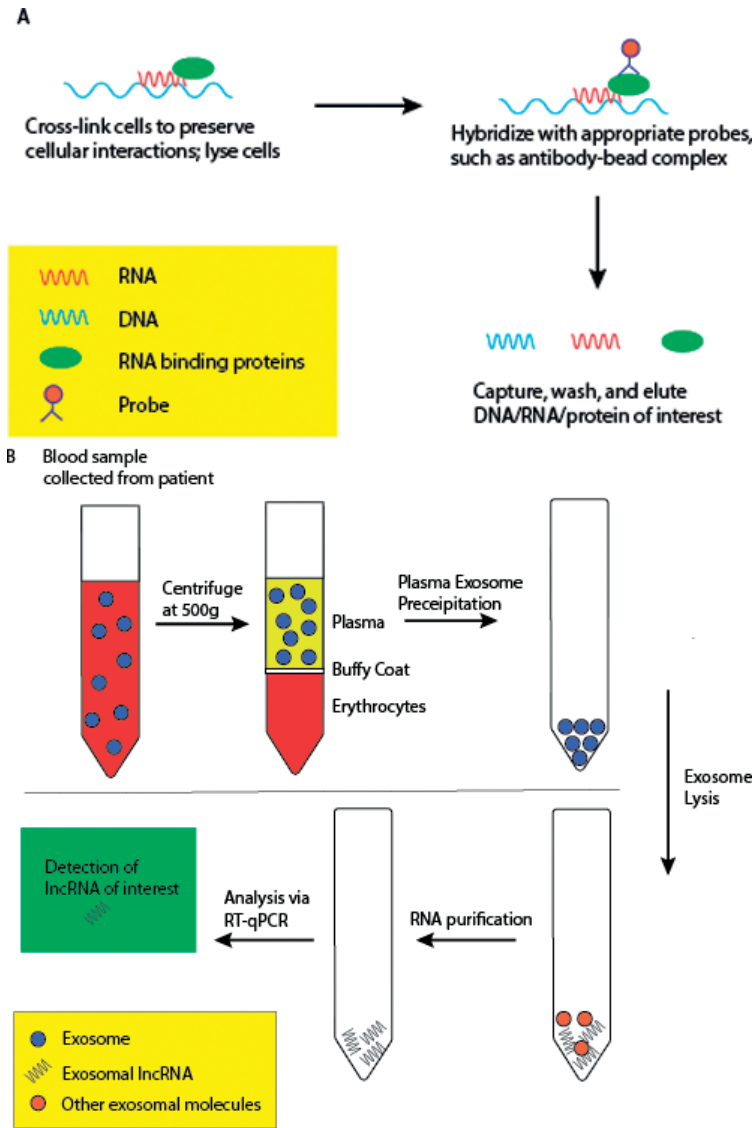 A
Cross-link cells to preserve
cellular interactions; lyse cells
Hybridize with appropriate probes,
such as antibody-bead complex
RNA
DNA
RNA binding proteins
Probe
Capture, wash, and elute
DNA/RNA/protein of interest
B
Blood sample
collected from patient
Centrifuge
at 500g
Plasma
Buffy Coat
Erythrocytes
Plasma Exosome
Preceipitation
Exosome
Lysis
RNA purification
Analysis via
RT-qPCR
Detection of
lncRNA of interest
Exosome
Exosomal lncRNA
Other exosomal molecules